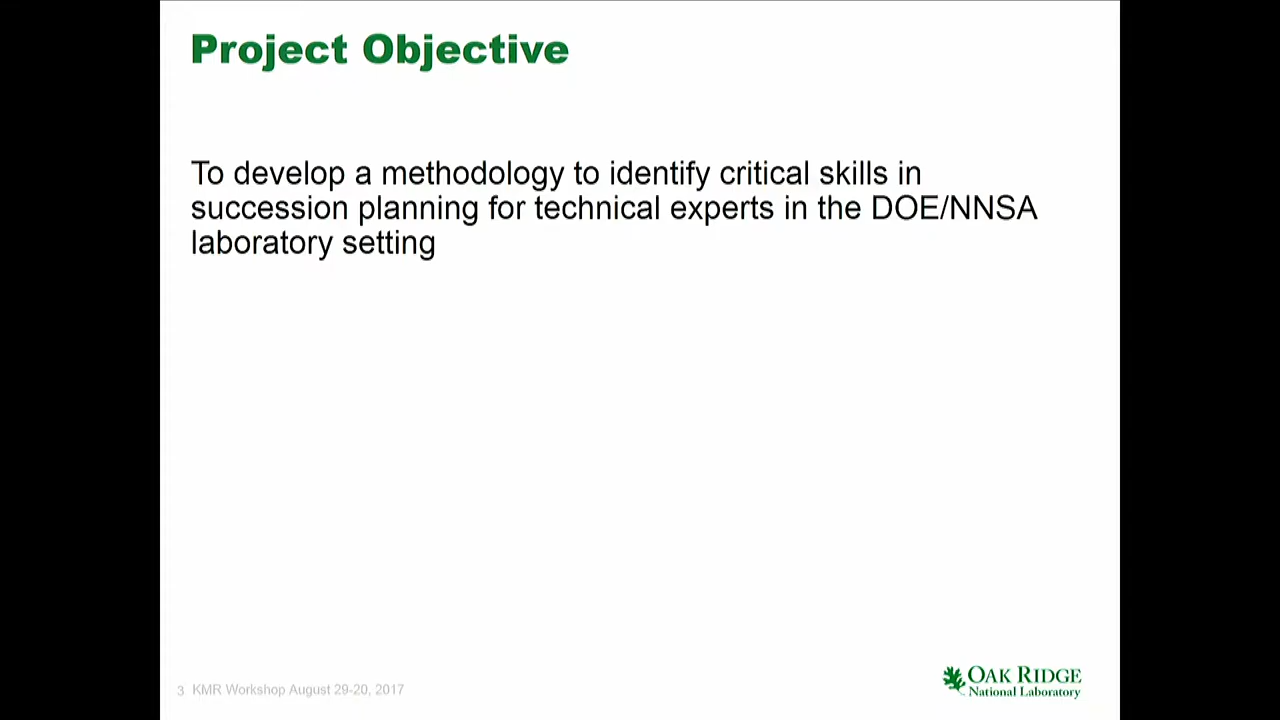 Project Objective
To develop a methodology to identify critical skills in
succession planning for technical experts in the DOE/NNSA
laboratory setting
3 KMR Workshop August 29-20, 2017
OAK RIDGE
National Laboratory